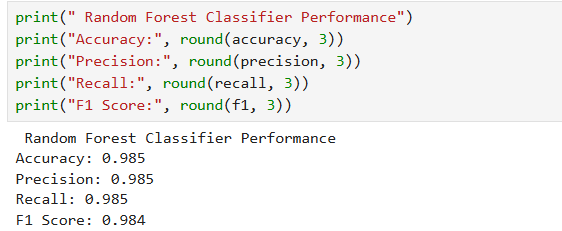 print(" Random Forest Classifier Performance")
print("Accuracy:", round(accuracy, 3))
print("Precision:", round(precision, 3))
print("Recall:", round(recall, 3))
print("F1 Score:", round(f1, 3))
 Random Forest Classifier Performance
Accuracy: 0.985
Precision: 0.985
Recall: 0.985
F1 Score: 0.984